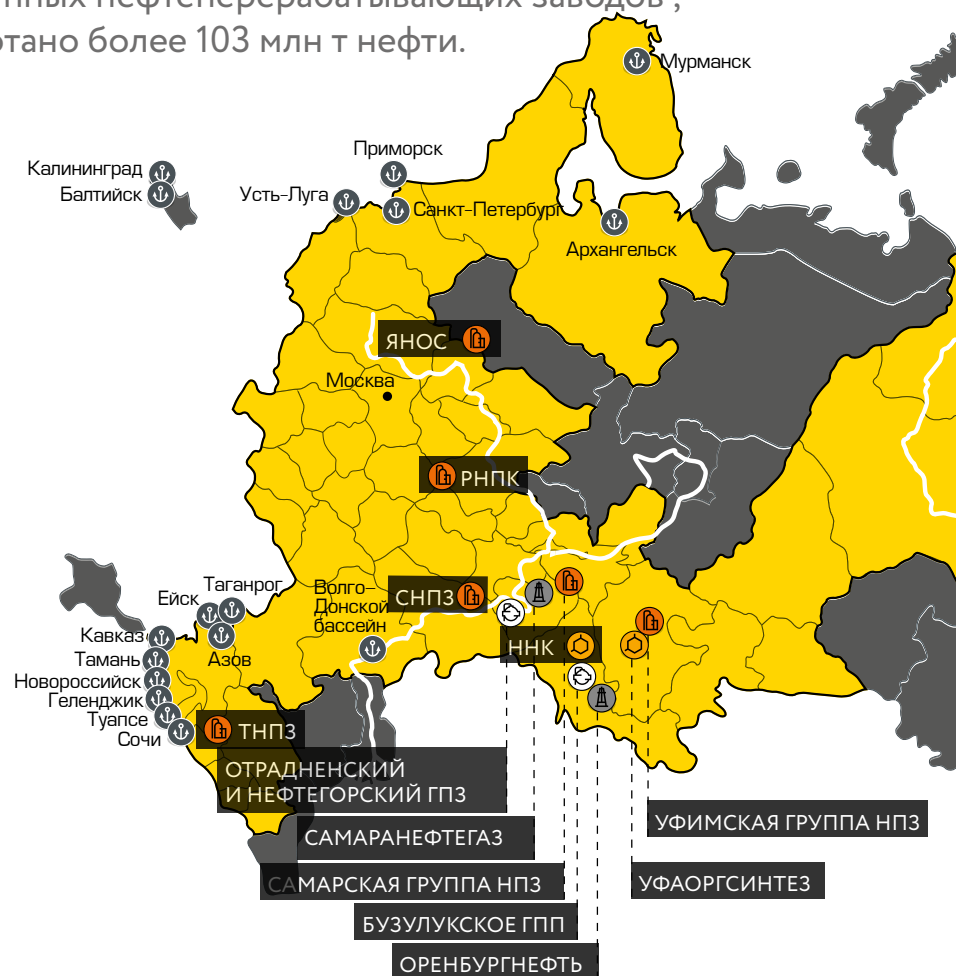 нефтеперерабатывающих заводов ,
более 103 млн т нефти.
Мурманск
Калининград
Приморск
Балтийск
Усть-Луга
Санкт-Петербург
Архангельск
ЯНОС
Москва
РНПК
Таганрог
Волго-
Донской
бассейн
СНПЗ
Ейск
ННК
Кавказ
Азов
Тамань
Новороссийск
Геленджик
Туапсе
Сочи
ТНПЗ
ОТРАДНЕНСКИЙ
И НЕФТЕГОРСКИЙ ГПЗ
САМАРАНЕФТЕГАЗ
УФИМСКАЯ ГРУППА НПЗ
САМАРСКАЯ ГРУППА НПЗ
УФАОРГСИНТЕЗ
БУЗУЛУКСКОЕ ГПП
ОРЕНБУРГНЕФТЬ